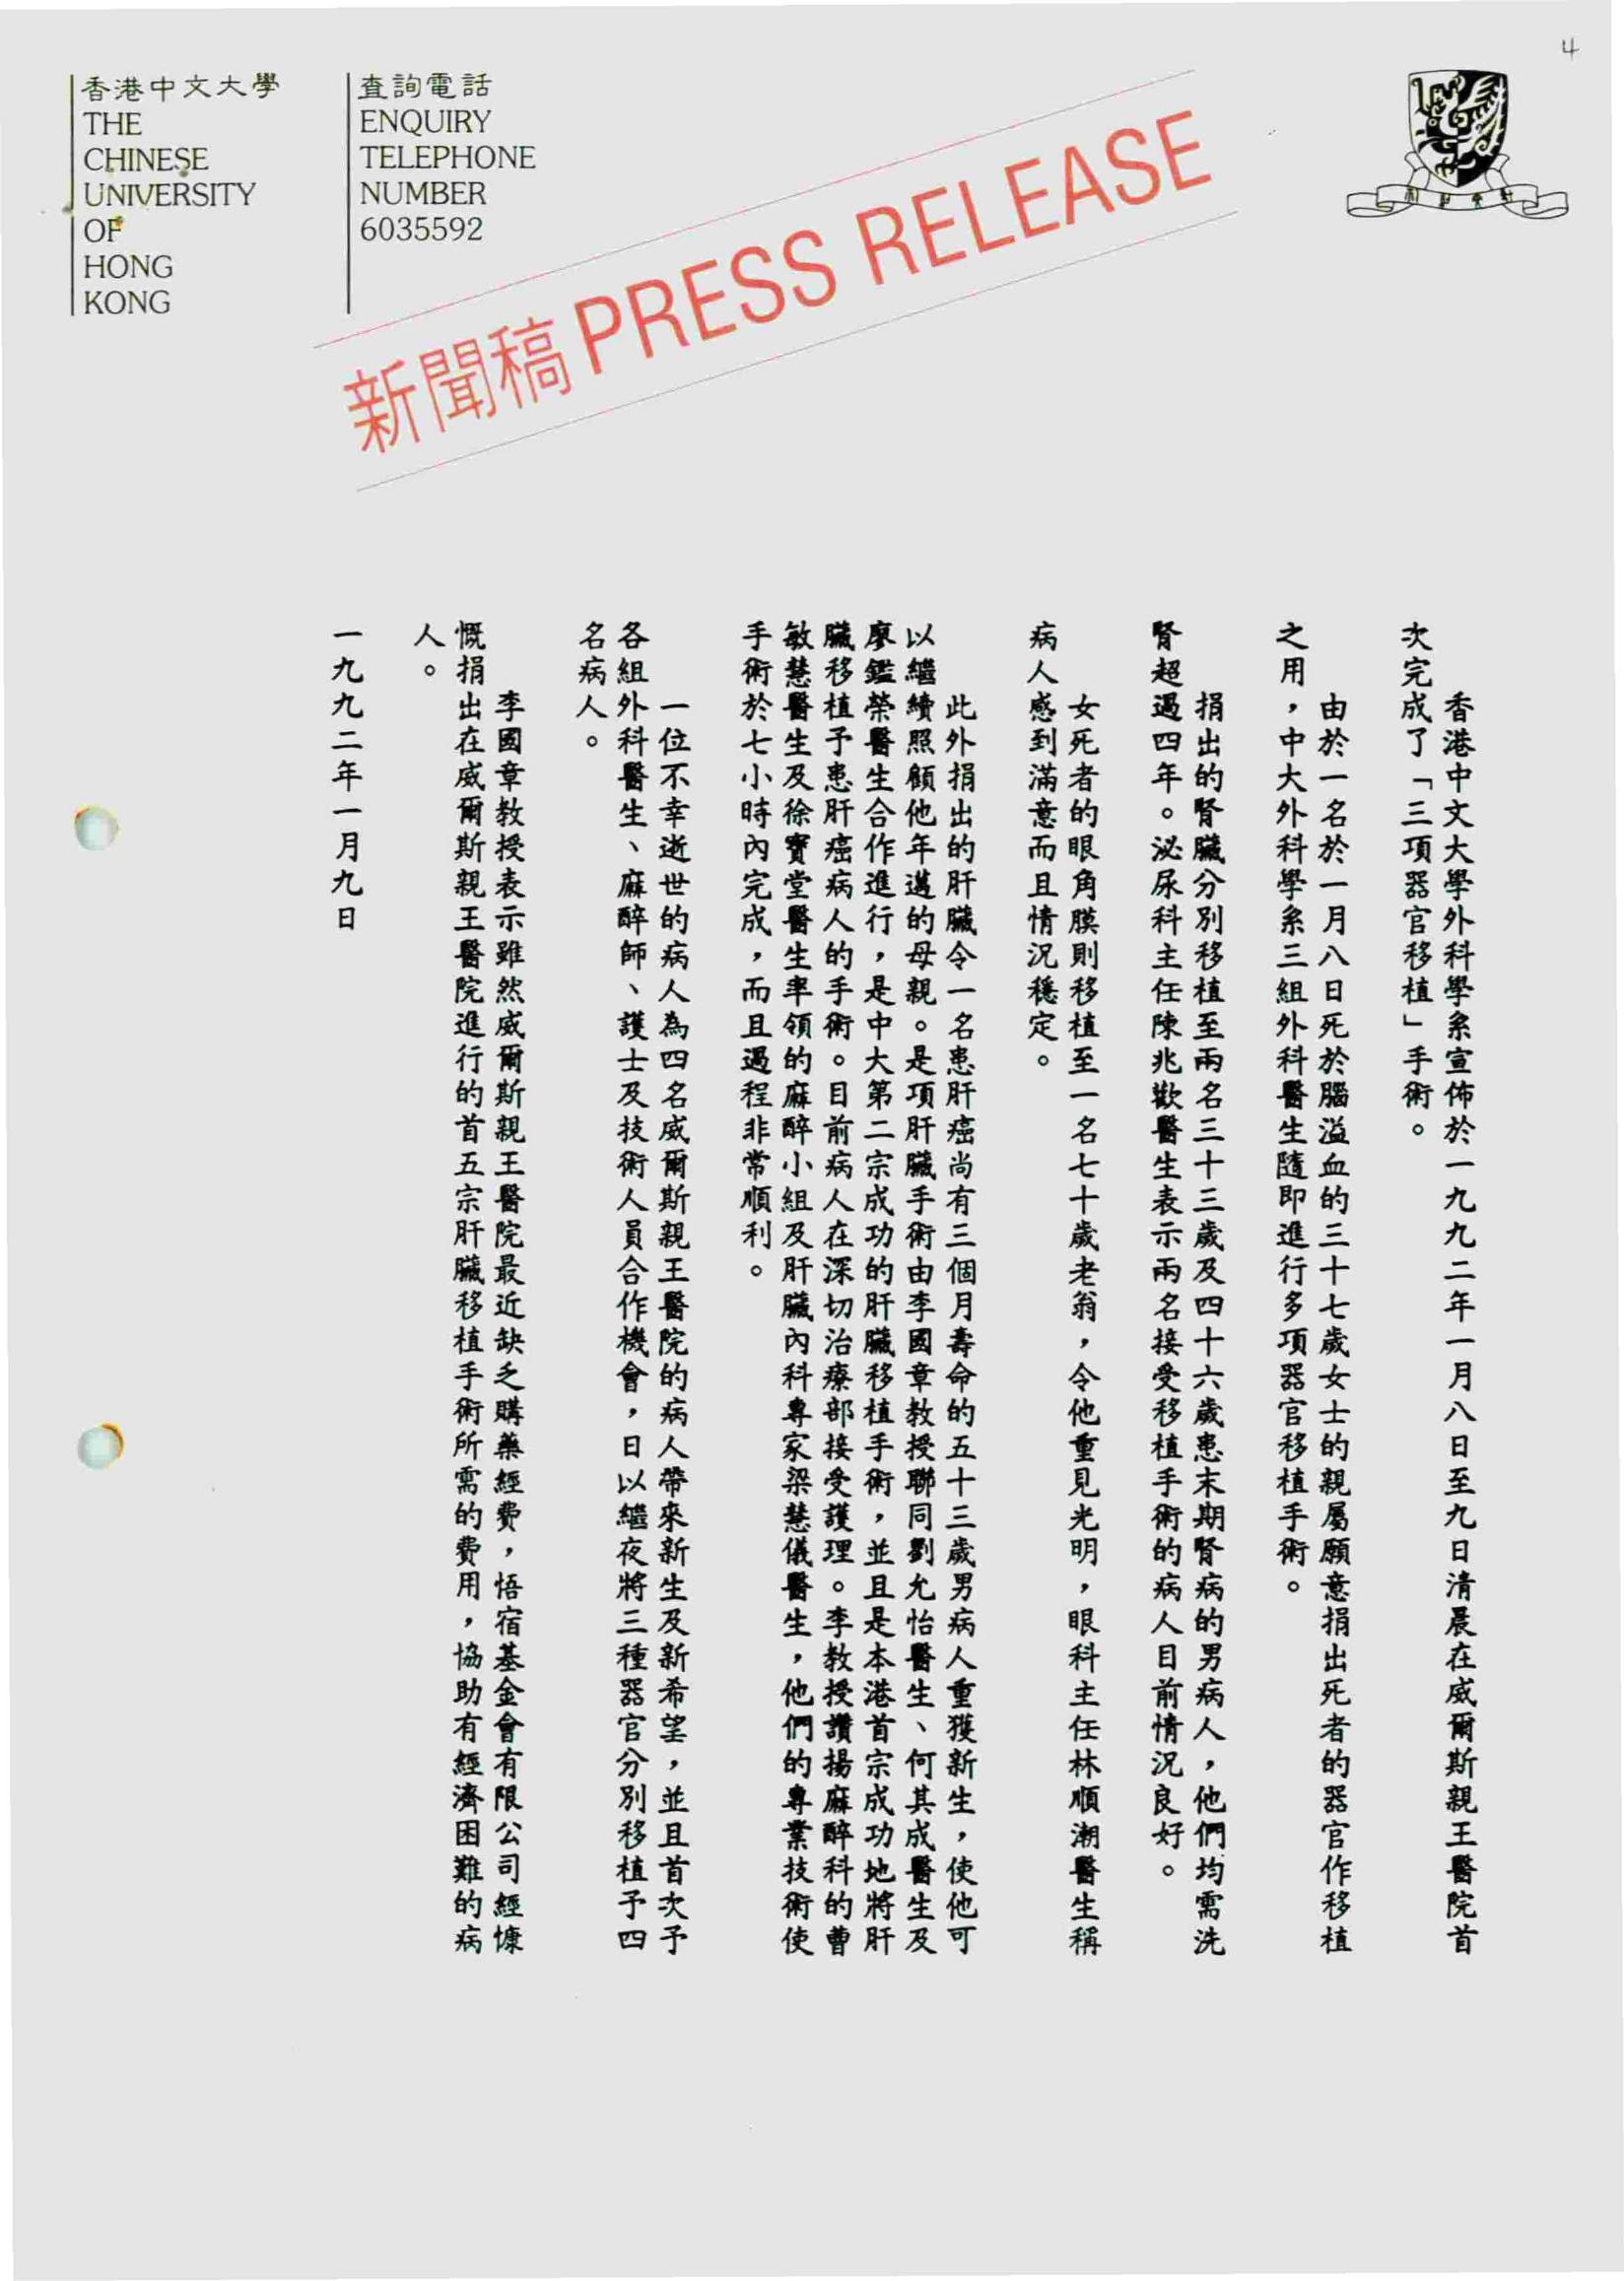 4
香港中文大學
THE
CHINESE
UNIVERSITY
OF
HONG
KONG
查詢電話
ENQUIRY
TELEPHONE
NUMBER
6035592
新聞稿 PRESS RELEASE
香港中文大學外科學系宣佈於一九九二年一月八日至九日清晨在威爾斯親王醫院首
次完成了「三項器官移植」手術。
由於一名於一月八日死於腦溢血的三十七歲女士的親屬願意捐出死者的器官作移植
之用，中大外科學系三組外科醫生隨即進行多項器官移植手術。
捐出的腎臟分別移植至兩名三十三歲及四十六歲患末期腎病的男病人，他們均需洗
腎超過四年。泌尿科主任陳兆歡醫生表示兩名接受移植手術的病人目前情況良好。
女死者的眼角膜則移植至一名七十歲老翁，令他重見光明，眼科主任林順潮醫生稱
病人感到滿意而且情況穩定。
此外捐出的肝臟令一名患肝癌尚有三個月壽命的五十三歲男病人重獲新生，使他可
以繼續照顧他年邁的母親。是項肝臟手術由李國章教授聯同劉允怡醫生、何其成醫生及
廖鑑榮醫生合作進行，是中大第二宗成功的肝臟移植手術，並且是本港首宗成功地將肝
臟移植予患肝癌病人的手術。目前病人在深切治療部接受護理。李教授讚揚麻醉科的曹
敏慧醫生及徐寶堂醫生率領的麻醉小組及肝臟內科專家梁慧儀醫生，他們的專業技術使
手術於七小時內完成，而且過程非常順利。
一位不幸逝世的病人為四名威爾斯親王醫院的病人帶來新生及新希望，並且首次予
各組外科醫生、麻醉師、護士及技術人員合作機會，日以繼夜將三種器官分別移植予四
名病人。
李國章教授表示雖然威爾斯親王醫院最近缺乏購藥經費，悟宿基金會有限公司經慷
慨捐出在威爾斯親王醫院進行的首五宗肝臟移植手術所需的費用，協助有經濟困難的病
人。
一九九二年一月九日